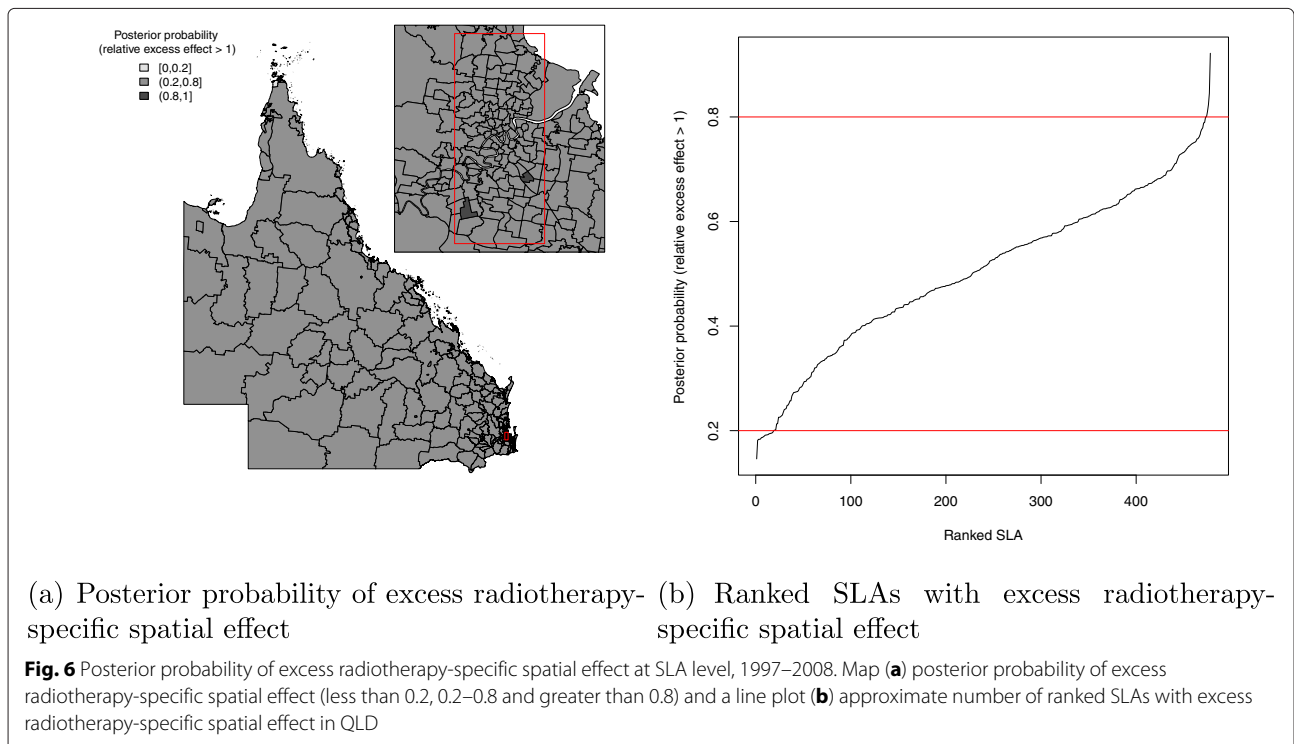 Posterior probability
(relative excess effect > 1)
[0,0.2]
(0.2,0.8]
(0.8,1]
Posterior probability (relative excess effect > 1)
0.8
0.6
0.4
0.2
0 100 200 300 400
Ranked SLA
(a) Posterior probability of excess radiotherapy-
specific spatial effect
(b) Ranked SLAs with excess radiotherapy-
specific spatial effect
Fig. 6 Posterior probability of excess radiotherapy-specific spatial effect at SLA level, 1997–2008. Map (a) posterior probability of excess
radiotherapy-specific spatial effect (less than 0.2, 0.2–0.8 and greater than 0.8) and a line plot (b) approximate number of ranked SLAs with excess
radiotherapy-specific spatial effect in QLD